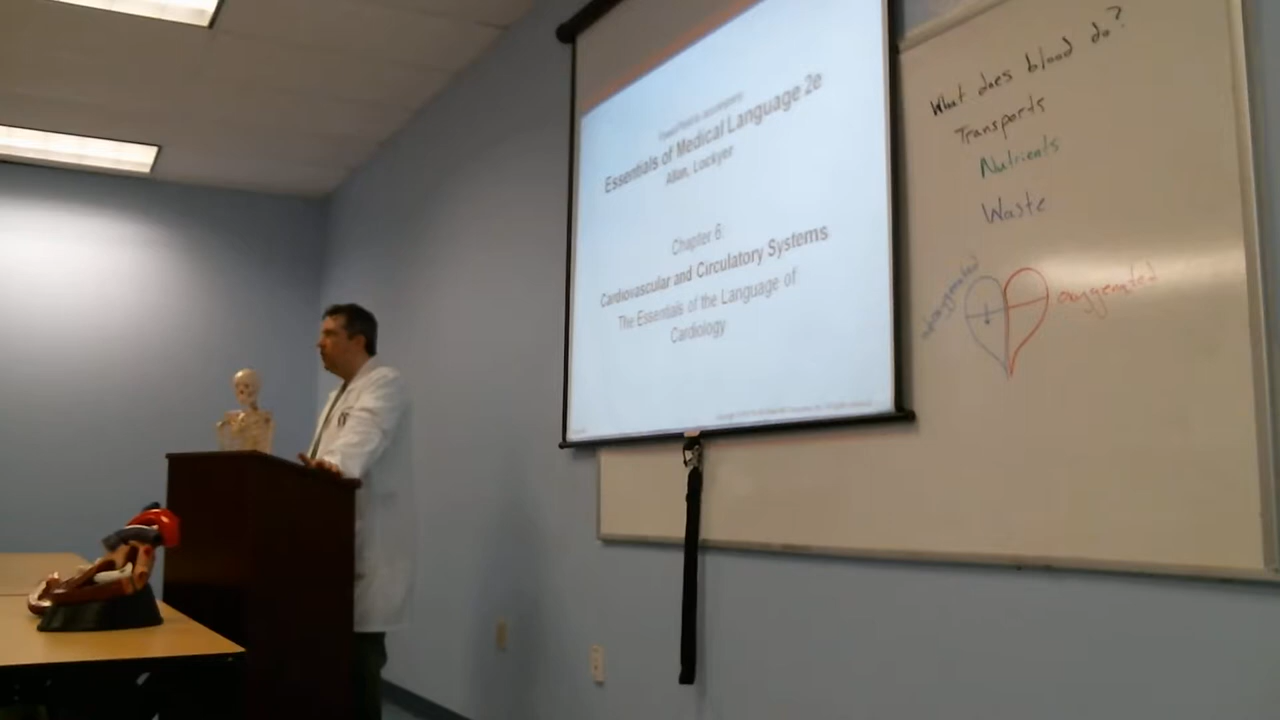 Essentials of Medical Language 2e
Allan, Lockyer
Chapter 6:
Cardiovascular and Circulatory Systems
The Essentials of the Language of
Cardiology
What does blood do?
Transports
Nutrients
Waste
oxygenated